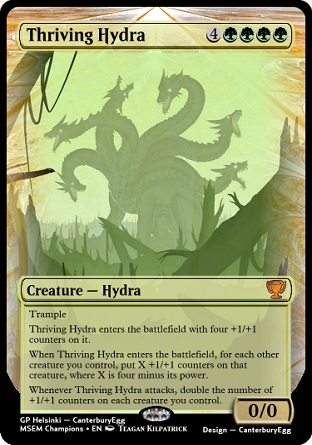 Thriving Hydra 4
Creature — Hydra
Trample
Thriving Hydra enters the battlefield with four +1/+1
counters on it.
When Thriving Hydra enters the battlefield, for each other
creature you control, put X +1/+1 counters on that
creature, where X is four minus its power.
Whenever Thriving Hydra attacks, double the number of
+1/+1 counters on each creature you control.
0/0
GP Helsinki — CanterburyEgg
MSEM Champions • EN Teagan Kilpatrick
Design — CanterburyEgg